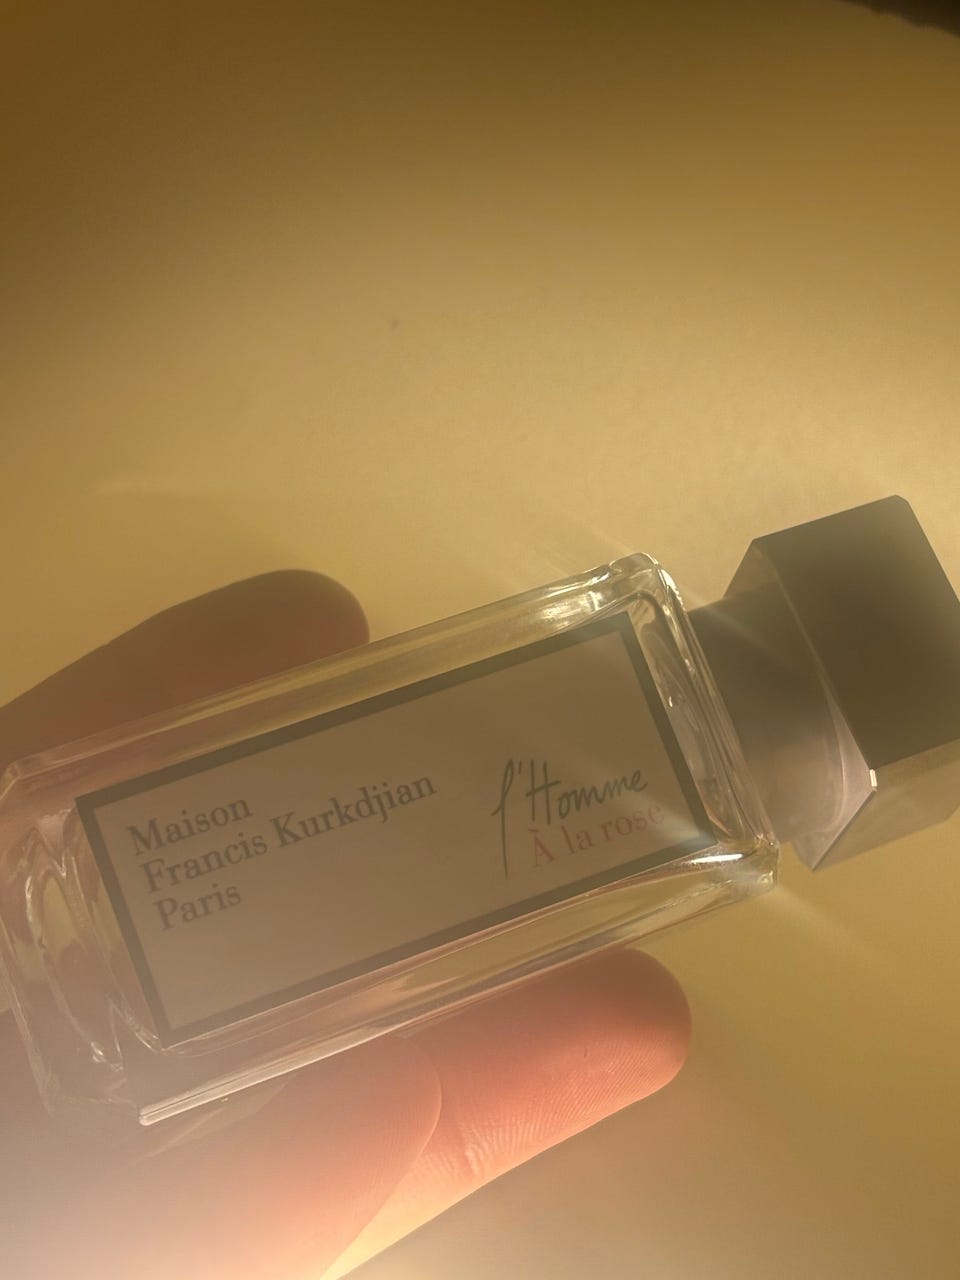 Maison
Francis Kurkdjian
Paris
l'Homme
À la rose